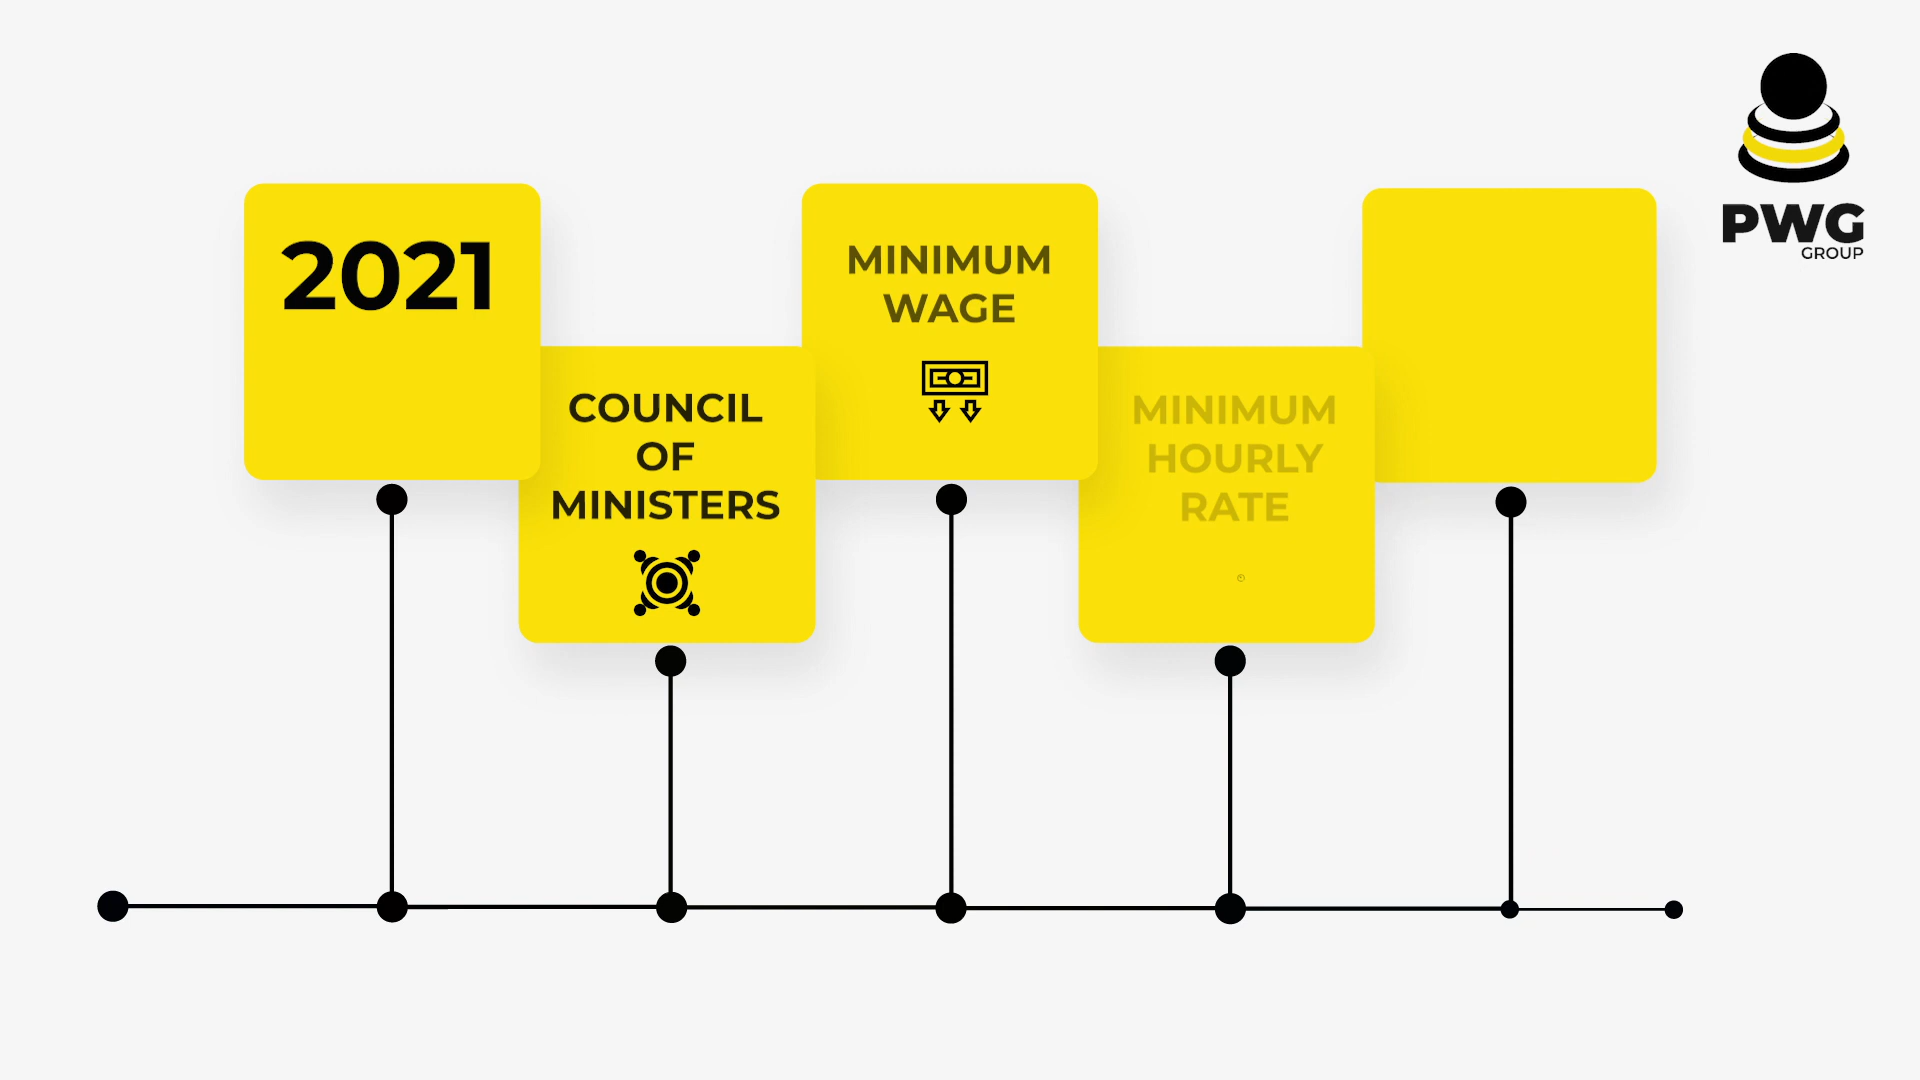 2021
COUNCIL
OF
MINISTERS
MINIMUM
WAGE
MINIMUM
HOURLY
RATE
PWG
GROUP